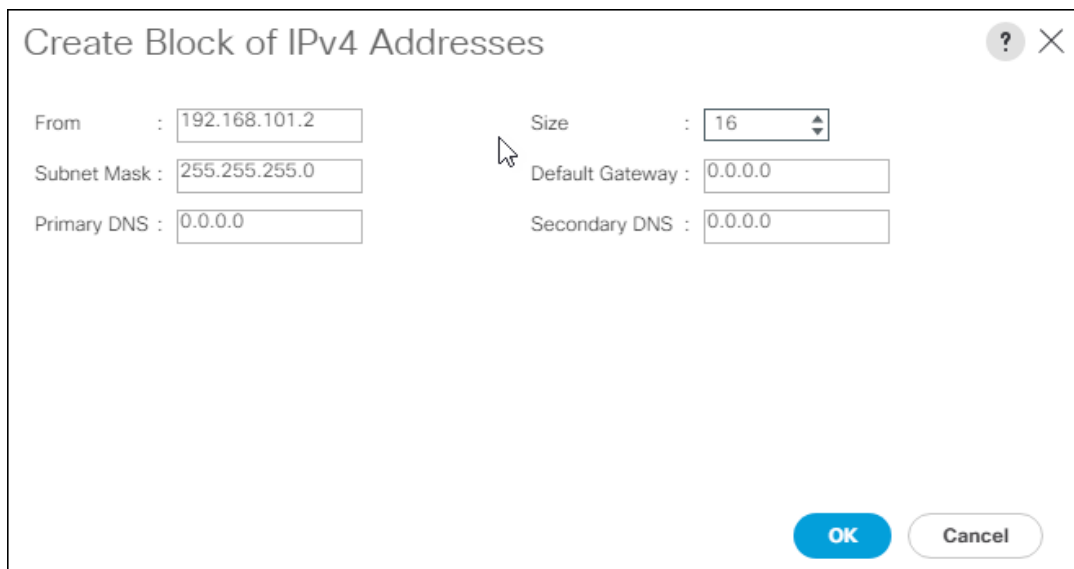 Create Block of IPv4 Addresses ? ×
From : 192.168.101.2 Size : 16
Subnet Mask : 255.255.255.0 Default Gateway : 0.0.0.0
Primary DNS : 0.0.0.0 Secondary DNS : 0.0.0.0
OK Cancel